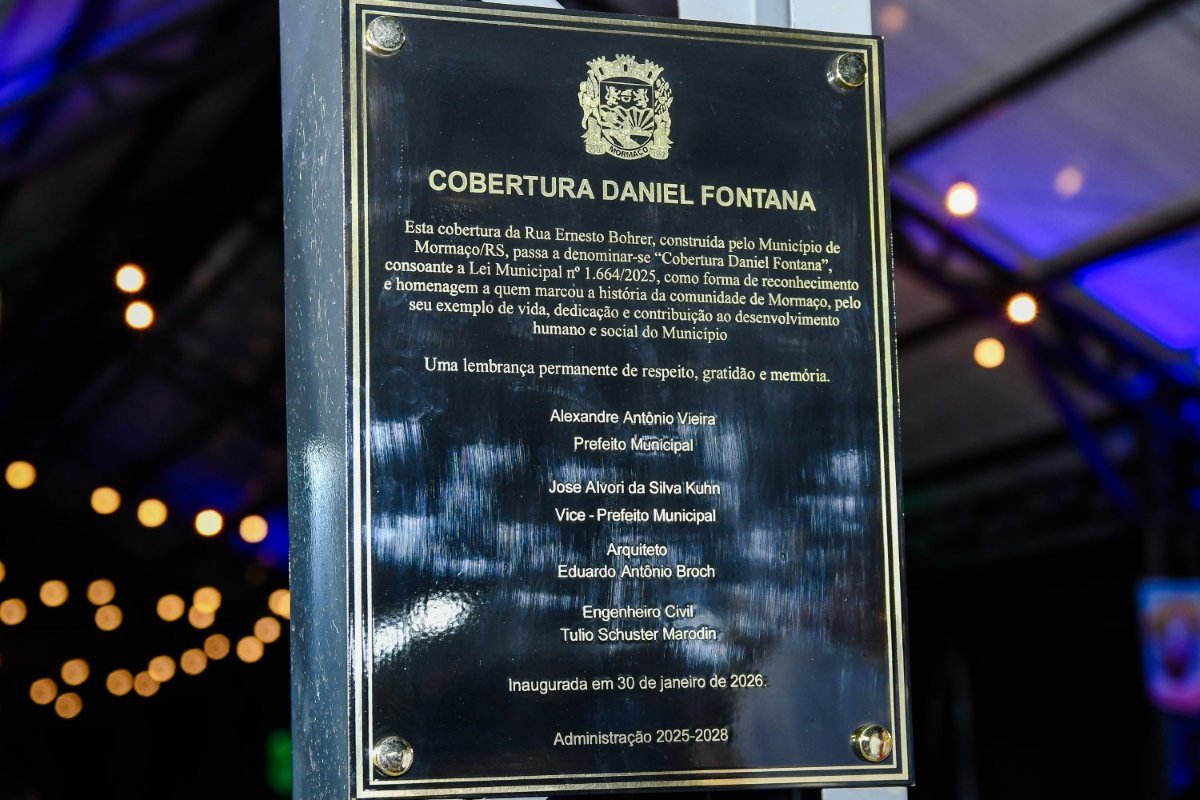 MORMAÇO
COBERTURA DANIEL FONTANA
Esta cobertura da Rua Ernesto Bohrer, construída pelo Município de
Mormaço/RS, passa a denominar-se “Cobertura Daniel Fontana”,
consoante a Lei Municipal nº 1.664/2025, como forma de reconhecimento
e homenagem a quem marcou a história da comunidade de Mormaço, pelo
seu exemplo de vida, dedicação e contribuição ao desenvolvimento
humano e social do Município
Uma lembrança permanente de respeito, gratidão e memória.
Alexandre Antônio Vieira
Prefeito Municipal
Jose Alvori da Silva Kuhn
Vice - Prefeito Municipal
Arquiteto
Eduardo Antônio Broch
Engenheiro Civil
Tulio Schuster Marodin
Inaugurada em 30 de janeiro de 2026.
Administração 2025-2028